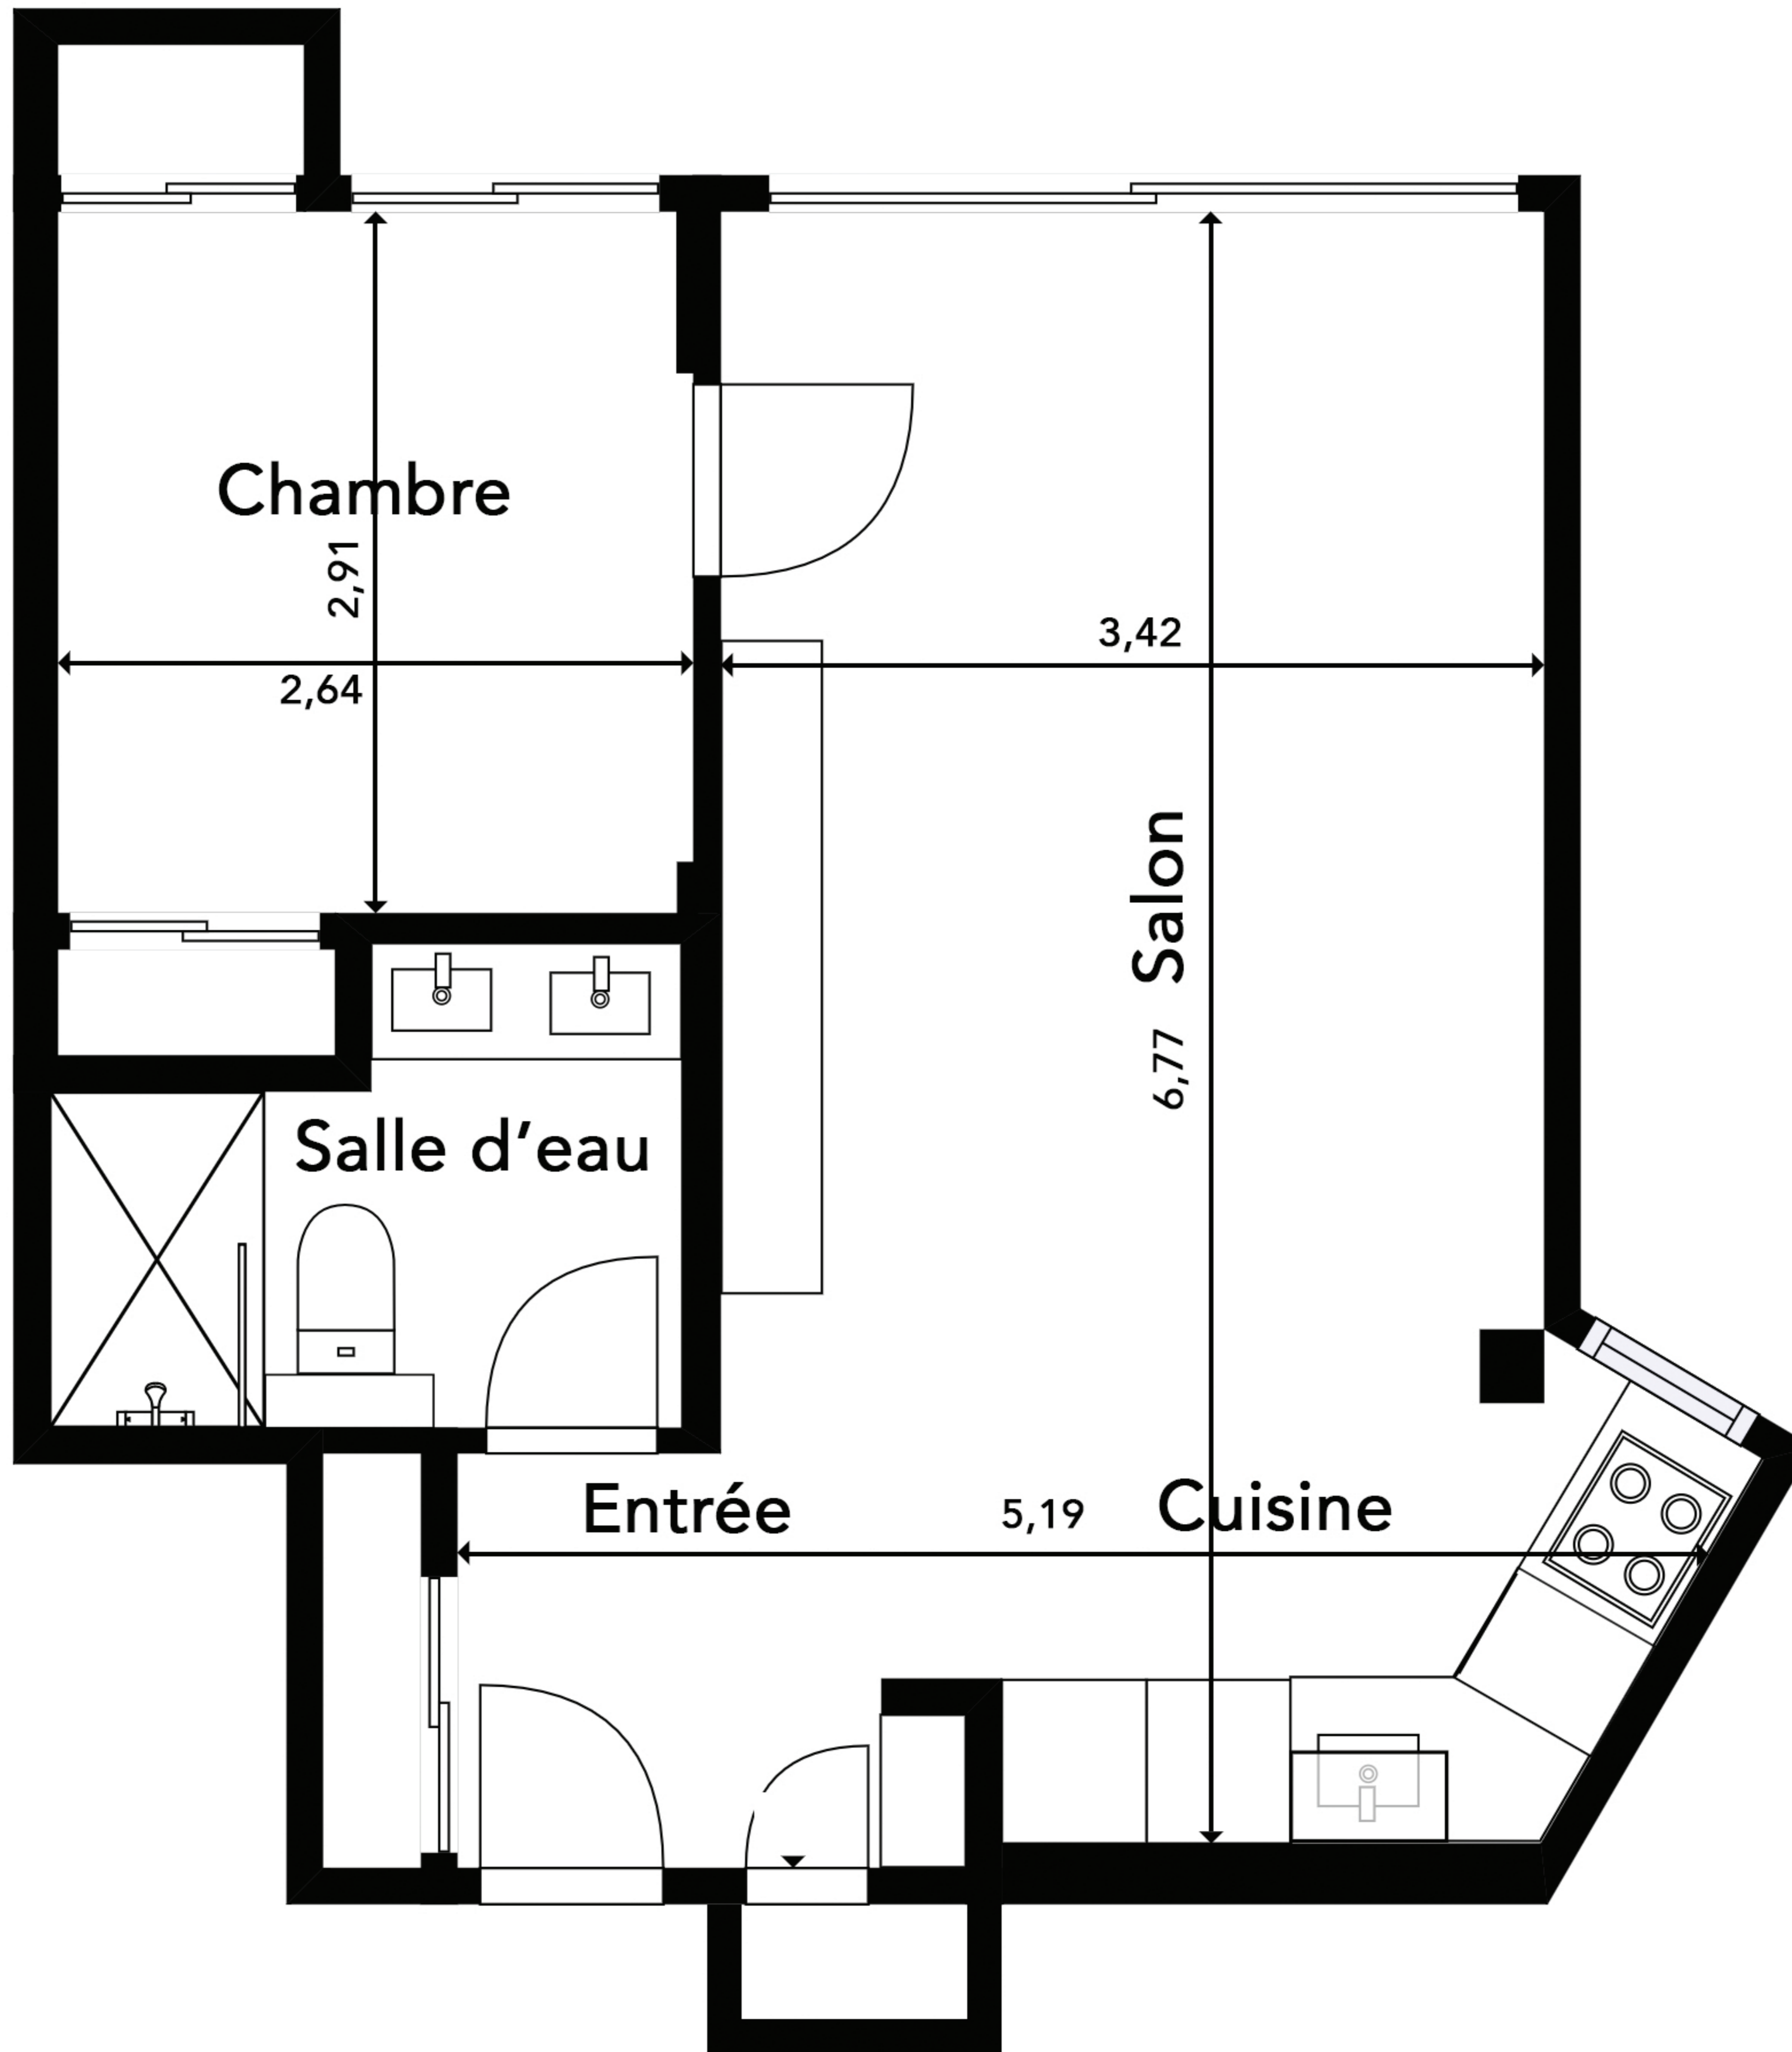 Chambre
2,91
2,64
3,42
Salon
6,77
Salle d’eau
Entrée
5,19
Cuisine